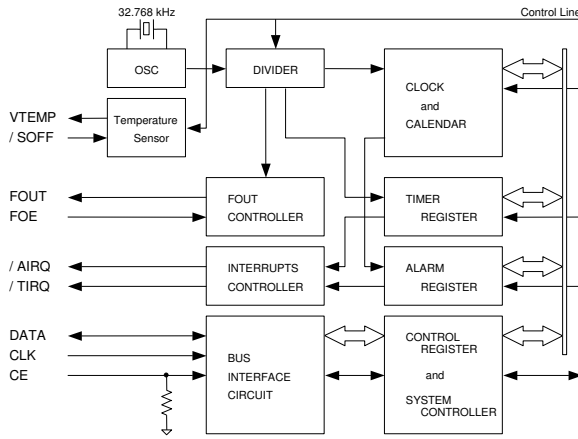 32.768 kHz
Control Line
OSC
DIVIDER
CLOCK
and
CALENDAR
VTEMP
/ SOFF
Temperature
Sensor
FOUT
FOE
FOUT
CONTROLLER
TIMER
REGISTER
/ AIRQ
/ TIRQ
INTERRUPTS
CONTROLLER
ALARM
REGISTER
DATA
CLK
CE
BUS
INTERFACE
CIRCUIT
CONTROL
REGISTER
and
SYSTEM
CONTROLLER